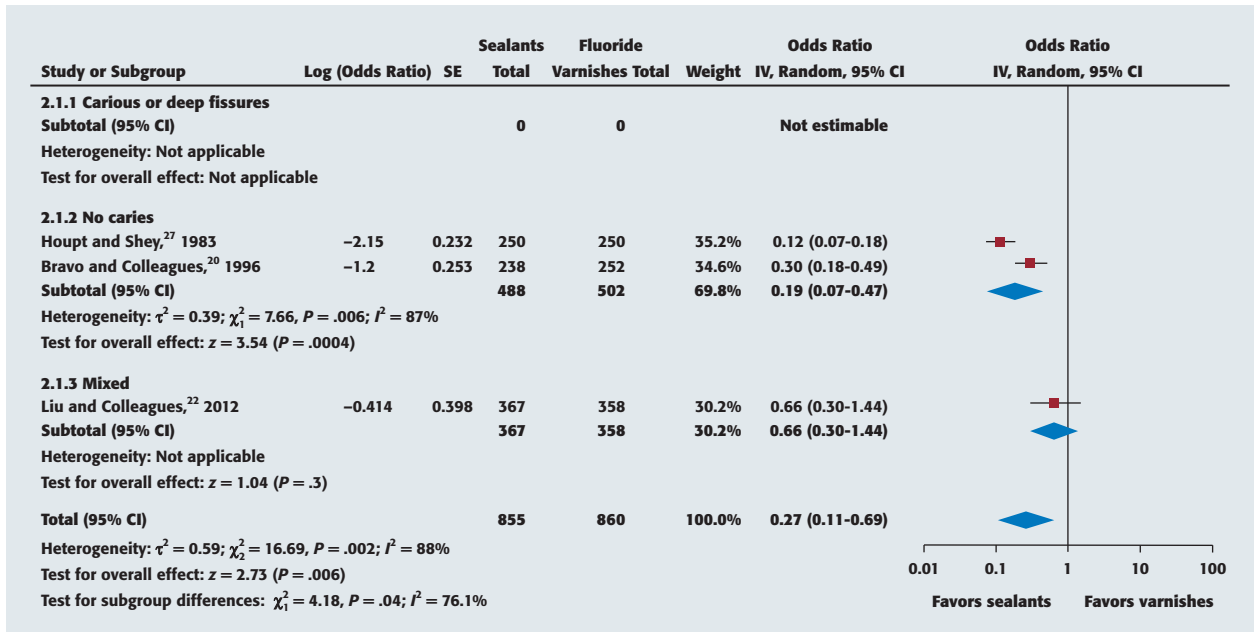 Sealants Fluoride Odds Ratio Odds Ratio
Study or Subgroup Log (Odds Ratio) SE Total Varnishes Total Weight IV, Random, 95% CI IV, Random, 95% CI
2.1.1 Carious or deep fissures
Subtotal (95% CI) 0 0 Not estimable
Heterogeneity: Not applicable
Test for overall effect: Not applicable
2.1.2 No caries
Houpt and Shey,²⁷ 1983 −2.15 0.232 250 250 35.2% 0.12 (0.07-0.18)
Bravo and Colleagues,²⁰ 1996 −1.2 0.253 238 252 34.6% 0.30 (0.18-0.49)
Subtotal (95% CI) 488 502 69.8% 0.19 (0.07-0.47)
Heterogeneity: τ² = 0.39; χ²₁ = 7.66, P = .006; I² = 87%
Test for overall effect: z = 3.54 (P = .0004)
2.1.3 Mixed
Liu and Colleagues,²² 2012 −0.414 0.398 367 358 30.2% 0.66 (0.30-1.44)
Subtotal (95% CI) 367 358 30.2% 0.66 (0.30-1.44)
Heterogeneity: Not applicable
Test for overall effect: z = 1.04 (P = .3)
Total (95% CI) 855 860 100.0% 0.27 (0.11-0.69)
Heterogeneity: τ² = 0.59; χ²₂ = 16.69, P = .002; I² = 88%
Test for overall effect: z = 2.73 (P = .006)
Test for subgroup differences: χ²₁ = 4.18, P = .04; I² = 76.1%
0.01 0.1 1 10 100
Favors sealants Favors varnishes